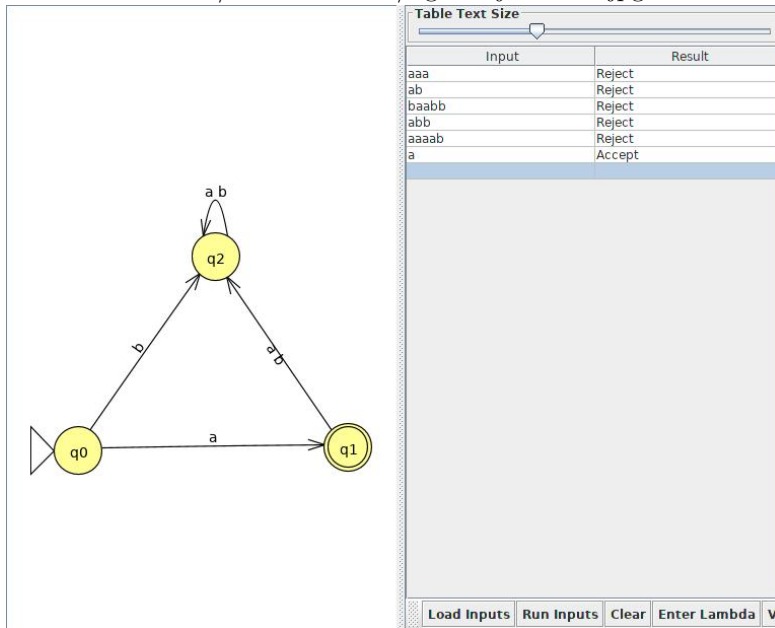 Table Text Size
Input Result
aaa Reject
ab Reject
baabb Reject
abb Reject
aaaab Reject
a Accept
a b
q2
b
a b
a
q0
q1
Load Inputs Run Inputs Clear Enter Lambda